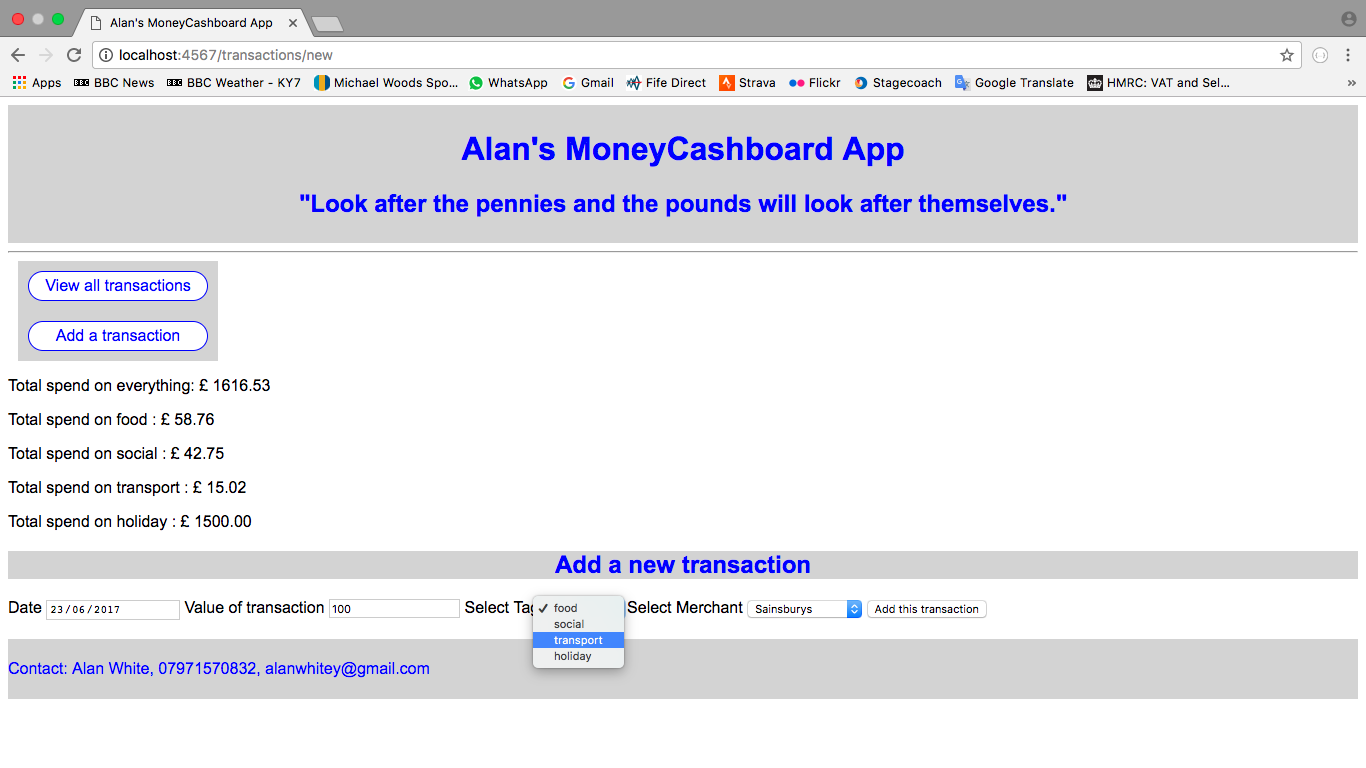 Alan's MoneyCashboard App
localhost:4567/transactions/new
Apps BBC News BBC Weather - KY7 Michael Woods Spo... WhatsApp Gmail Fife Direct Strava Flickr Stagecoach Google Translate HMRC: VAT and Sel... »
Alan's MoneyCashboard App
"Look after the pennies and the pounds will look after themselves."
View all transactions
Add a transaction
Total spend on everything: £ 1616.53
Total spend on food : £ 58.76
Total spend on social : £ 42.75
Total spend on transport : £ 15.02
Total spend on holiday : £ 1500.00
Add a new transaction
Date 23/06/2017 Value of transaction 100 Select Tag ✓ food Select Merchant Sainsburys Add this transaction
social
transport
holiday
Contact: Alan White, 07971570832, alanwhitey@gmail.com